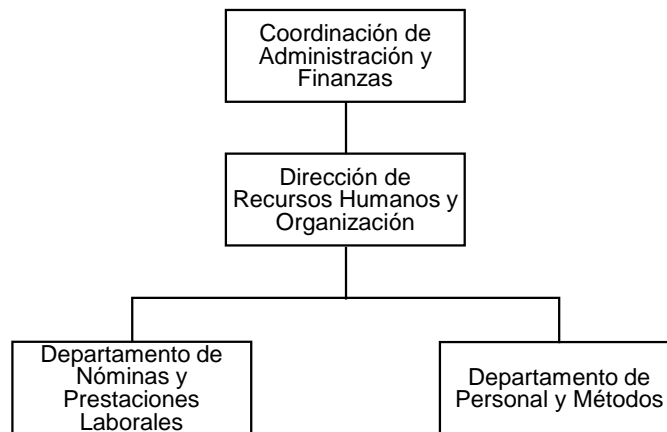 Coordinación de
Administración y
Finanzas
Dirección de
Recursos Humanos y
Organización
Departamento de
Nóminas y
Prestaciones
Laborales
Departamento de
Personal y Métodos